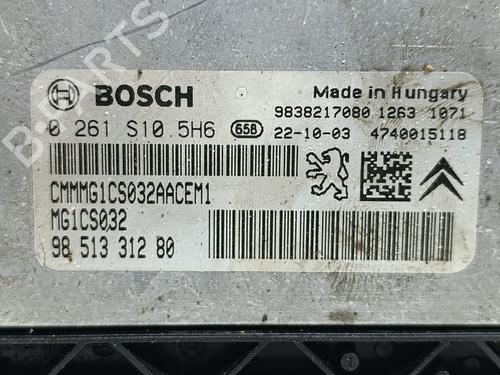 B-PARTS
BOSCH
Made in Hungary
9838217080 1263 1071
0 261 S10 5H6 65B 22-10-03 4740015118
CMMMG1CS032AACEM1
MG1CS032
98 513 312 80